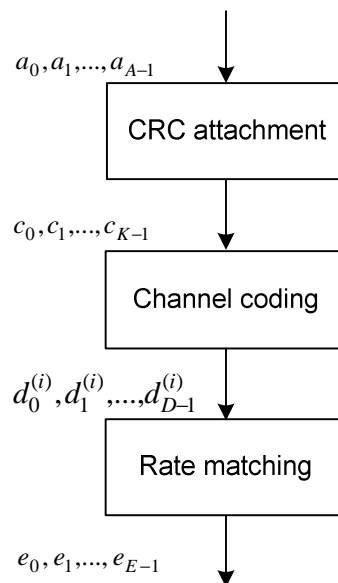 a_0, a_1, ..., a_{A-1}
CRC attachment
c_0, c_1, ..., c_{K-1}
Channel coding
d_0^{(i)}, d_1^{(i)}, ..., d_{D-1}^{(i)}
Rate matching
e_0, e_1, ..., e_{E-1}